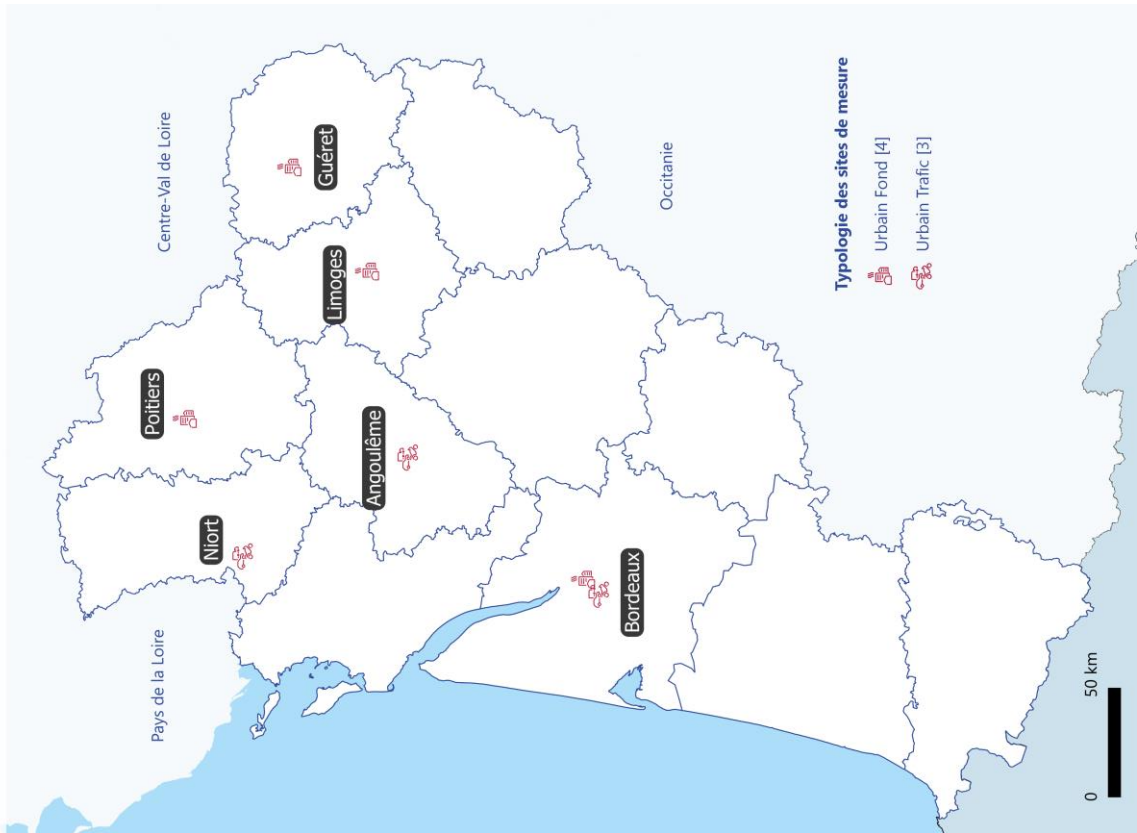 Centre-Val de Loire
Pays de la Loire
Poitiers
Niort
Guéret
Limoges
Angoulême
Bordeaux
Occitanie
Typologie des sites de mesure
Urbain Fond [4]
Urbain Trafic [3]
0
50 km